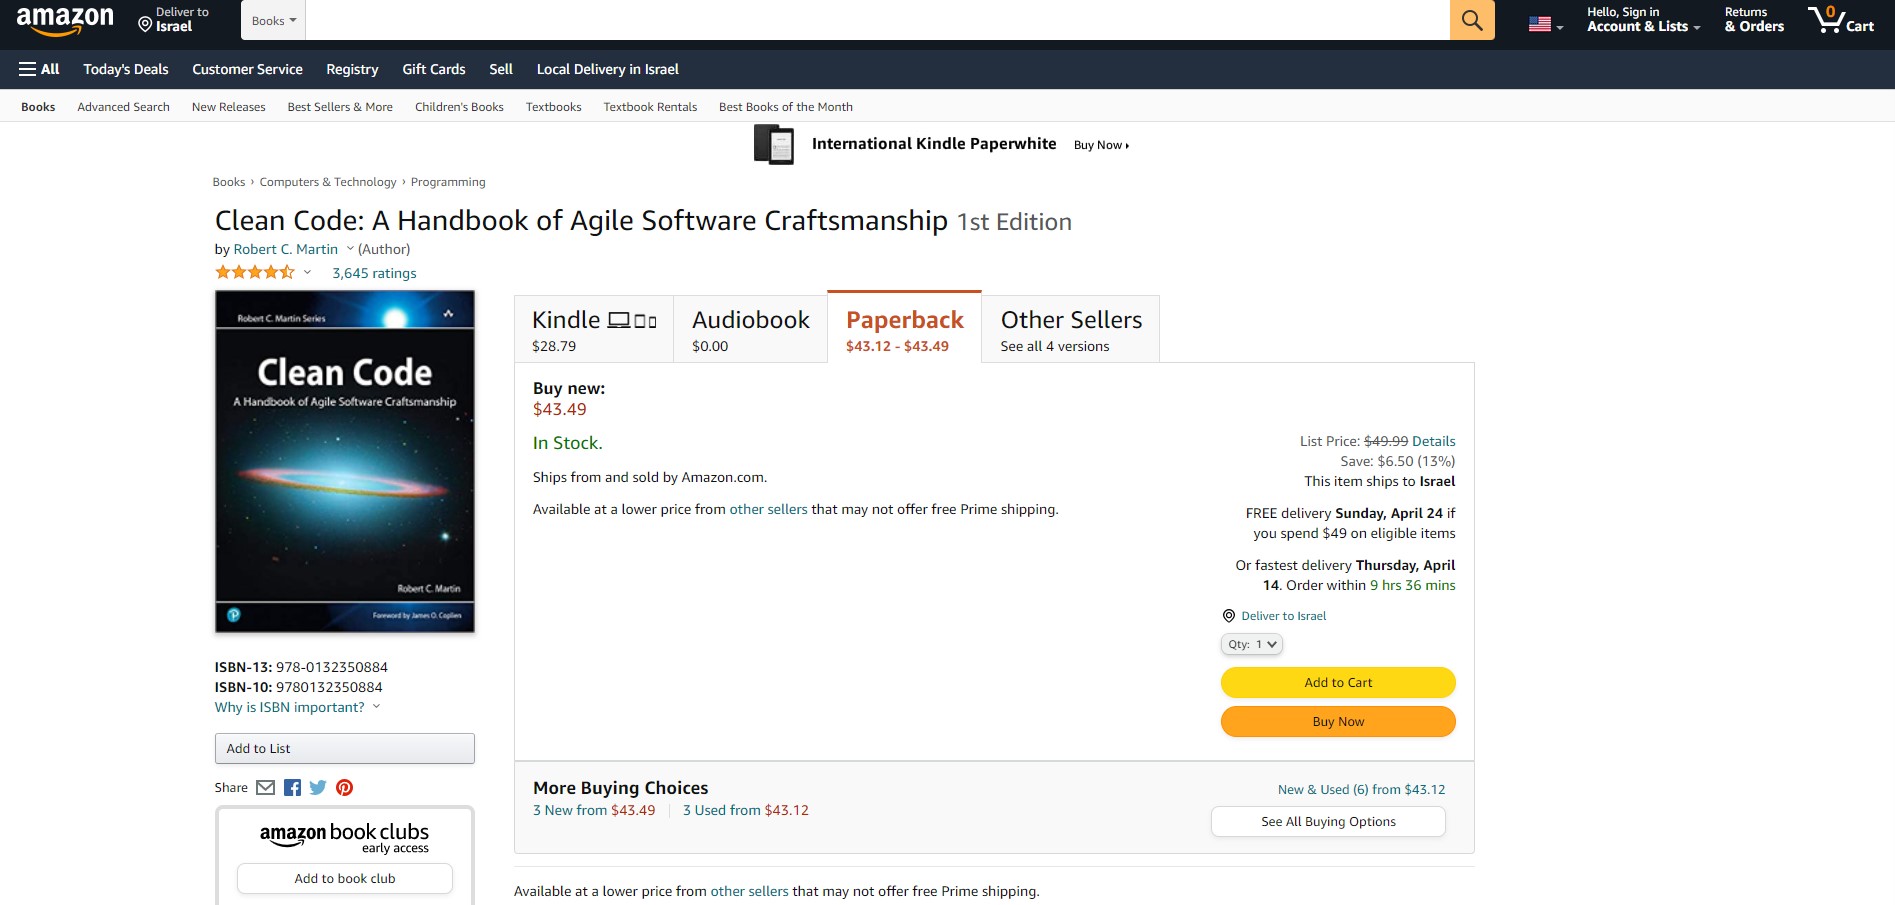 amazon
Deliver to
Israel
Books
Hello, Sign in
Account & Lists
Returns
& Orders
0
Cart
All
Today's Deals
Customer Service
Registry
Gift Cards
Sell
Local Delivery in Israel
Books
Advanced Search
New Releases
Best Sellers & More
Children's Books
Textbooks
Textbook Rentals
Best Books of the Month
International Kindle Paperwhite
Buy Now
Books › Computers & Technology › Programming
Clean Code: A Handbook of Agile Software Craftsmanship 1st Edition
by Robert C. Martin (Author)
3,645 ratings
Robert C. Martin Series
Clean Code
A Handbook of Agile Software Craftsmanship
Robert C. Martin
Foreword by James O. Coplien
ISBN-13: 978-0132350884
ISBN-10: 9780132350884
Why is ISBN important?
Add to List
Share
amazon book clubs
early access
Add to book club
Kindle
$28.79
Audiobook
$0.00
Paperback
$43.12 - $43.49
Other Sellers
See all 4 versions
Buy new:
$43.49
In Stock.
Ships from and sold by Amazon.com.
Available at a lower price from other sellers that may not offer free Prime shipping.
List Price: $49.99 Details
Save: $6.50 (13%)
This item ships to Israel
FREE delivery Sunday, April 24 if
you spend $49 on eligible items
Or fastest delivery Thursday, April
14. Order within 9 hrs 36 mins
Deliver to Israel
Qty: 1
Add to Cart
Buy Now
More Buying Choices
3 New from $43.49
3 Used from $43.12
New & Used (6) from $43.12
See All Buying Options
Available at a lower price from other sellers that may not offer free Prime shipping.